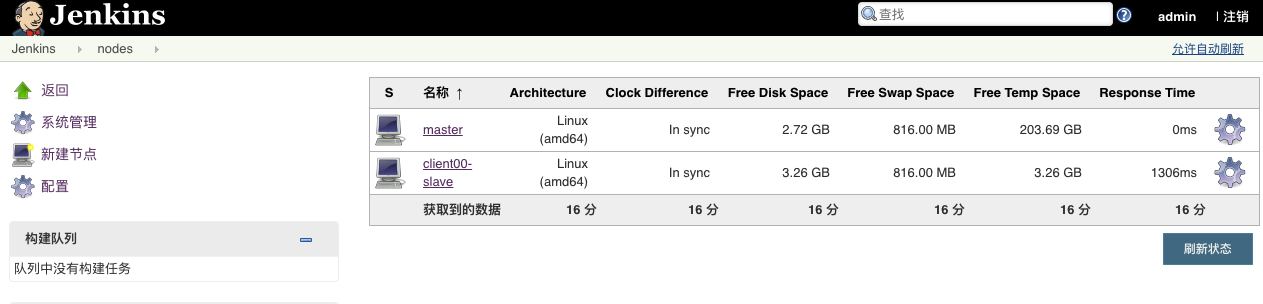 Jenkins
查找
admin
注销
Jenkins
nodes
允许自动刷新
返回
系统管理
新建节点
配置
构建队列
队列中没有构建任务
S 名称 ↑ Architecture Clock Difference Free Disk Space Free Swap Space Free Temp Space Response Time
master Linux (amd64) In sync 2.72 GB 816.00 MB 203.69 GB 0ms
client00-slave Linux (amd64) In sync 3.26 GB 816.00 MB 3.26 GB 1306ms
获取到的数据 16 分 16 分 16 分 16 分 16 分 16 分
刷新状态